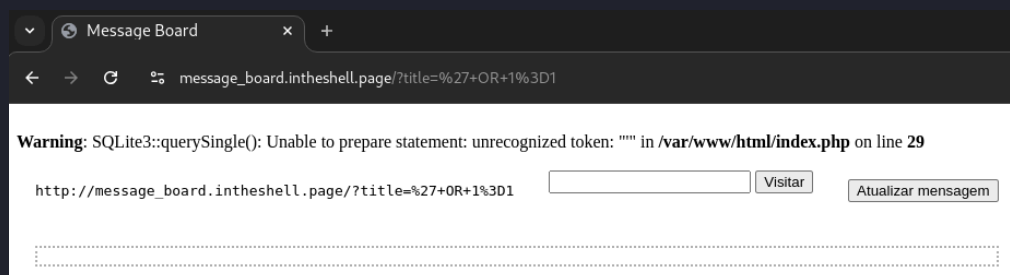 Message Board
message_board.intheshell.page/?title=%27+OR+1%3D1
Warning: SQLite3::querySingle(): Unable to prepare statement: unrecognized token: "'" in /var/www/html/index.php on line 29
http://message_board.intheshell.page/?title=%27+OR+1%3D1 Visitar Atualizar mensagem